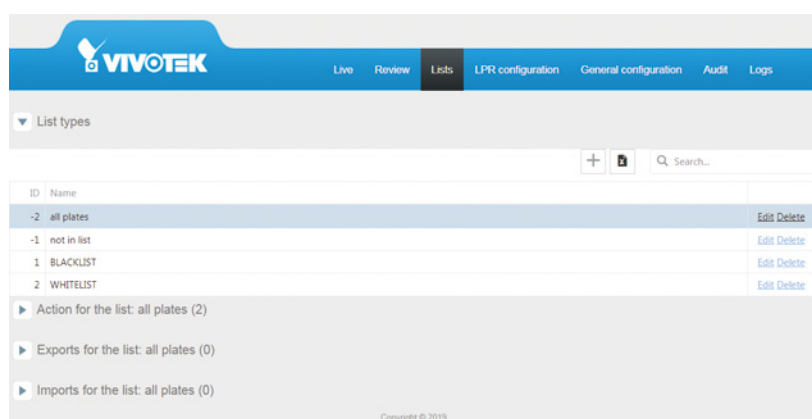 VIVOTEK
Live Review Lists LPR configuration General configuration Audit Logs
List types
Search...
ID Name
-2 all plates Edit Delete
-1 not in list Edit Delete
1 BLACKLIST Edit Delete
2 WHITELIST Edit Delete
Action for the list: all plates (2)
Exports for the list: all plates (0)
Imports for the list: all plates (0)
Copyright © 2019